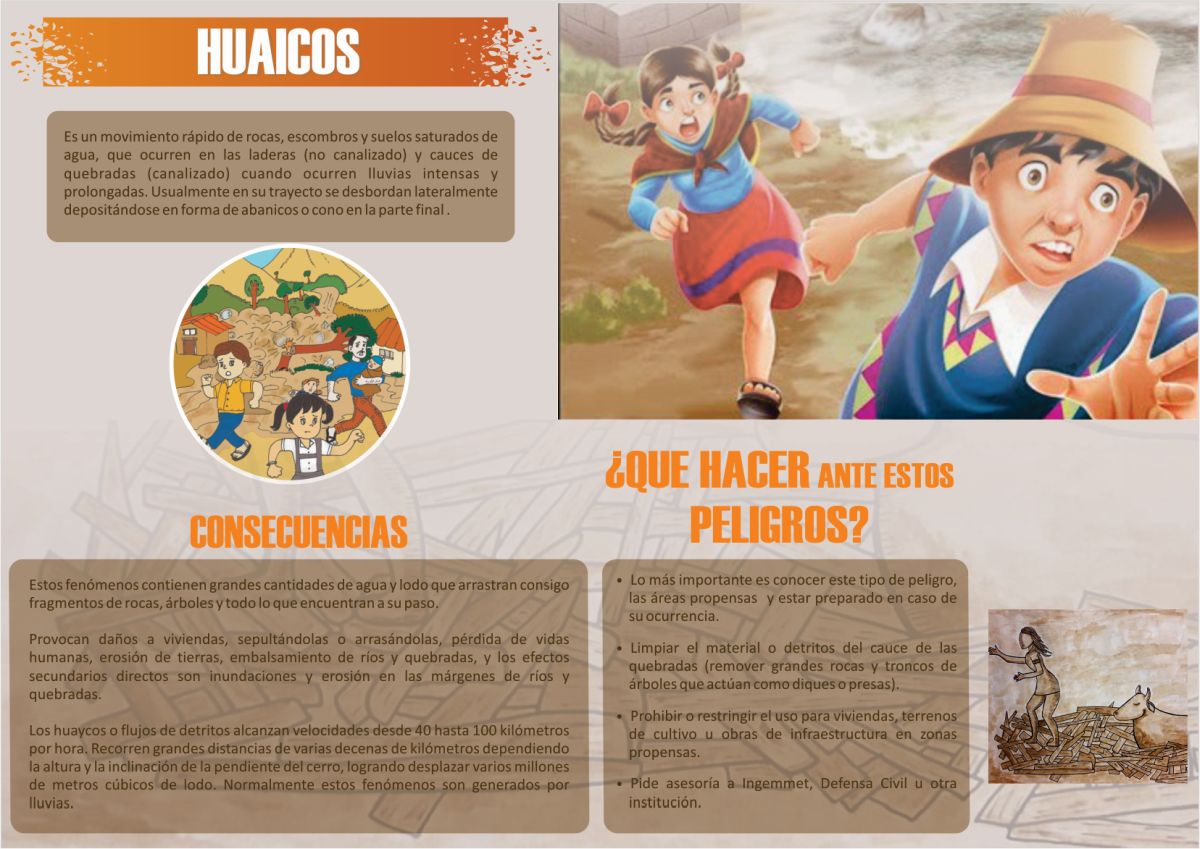 HUAICOS
Es un movimiento rápido de rocas, escombros y suelos saturados de
agua, que ocurren en las laderas (no canalizado) y cauces de
quebradas (canalizado) cuando ocurren lluvias intensas y
prolongadas. Usualmente en su trayecto se desbordan lateralmente
depositándose en forma de abanicos o cono en la parte final .
CONSECUENCIAS
Estos fenómenos contienen grandes cantidades de agua y lodo que arrastran consigo
fragmentos de rocas, árboles y todo lo que encuentran a su paso.
Provocan daños a viviendas, sepultándolas o arrasándolas, pérdida de vidas
humanas, erosión de tierras, embalsamiento de ríos y quebradas, y los efectos
secundarios directos son inundaciones y erosión en las márgenes de ríos y
quebradas.
Los huaycos o flujos de detritos alcanzan velocidades desde 40 hasta 100 kilómetros
por hora. Recorren grandes distancias de varias decenas de kilómetros dependiendo
la altura y la inclinación de la pendiente del cerro, logrando desplazar varios millones
de metros cúbicos de lodo. Normalmente estos fenómenos son generados por
lluvias.
¿QUE HACER ANTE ESTOS
PELIGROS?
• Lo más importante es conocer este tipo de peligro,
las áreas propensas y estar preparado en caso de
su ocurrencia.
• Limpiar el material o detritos del cauce de las
quebradas (remover grandes rocas y troncos de
árboles que actúan como diques o presas).
• Prohibir o restringir el uso para viviendas, terrenos
de cultivo u obras de infraestructura en zonas
propensas.
• Pide asesoría a Ingemmet, Defensa Civil u otra
institución.